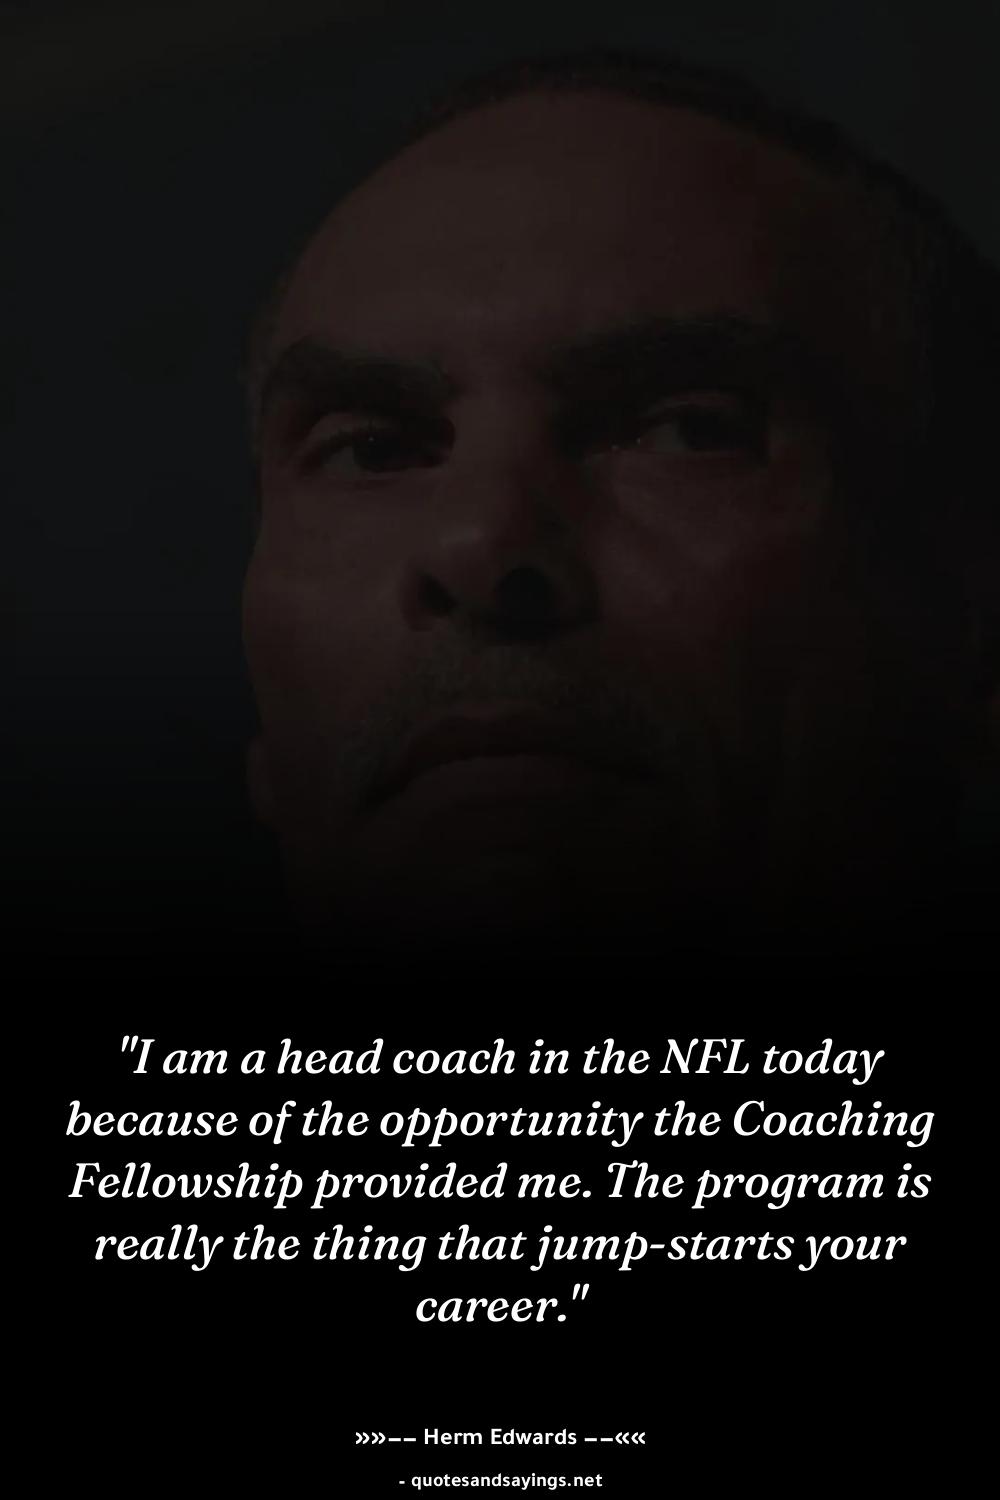 "I am a head coach in the NFL today
because of the opportunity the Coaching
Fellowship provided me. The program is
really the thing that jump-starts your
career."
»»—— Herm Edwards ——««
- quotesandsayings.net